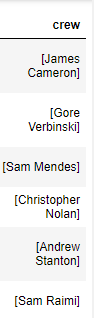 crew
[James
Cameron]
[Gore
Verbinski]
[Sam Mendes]
[Christopher
Nolan]
[Andrew
Stanton]
[Sam Raimi]